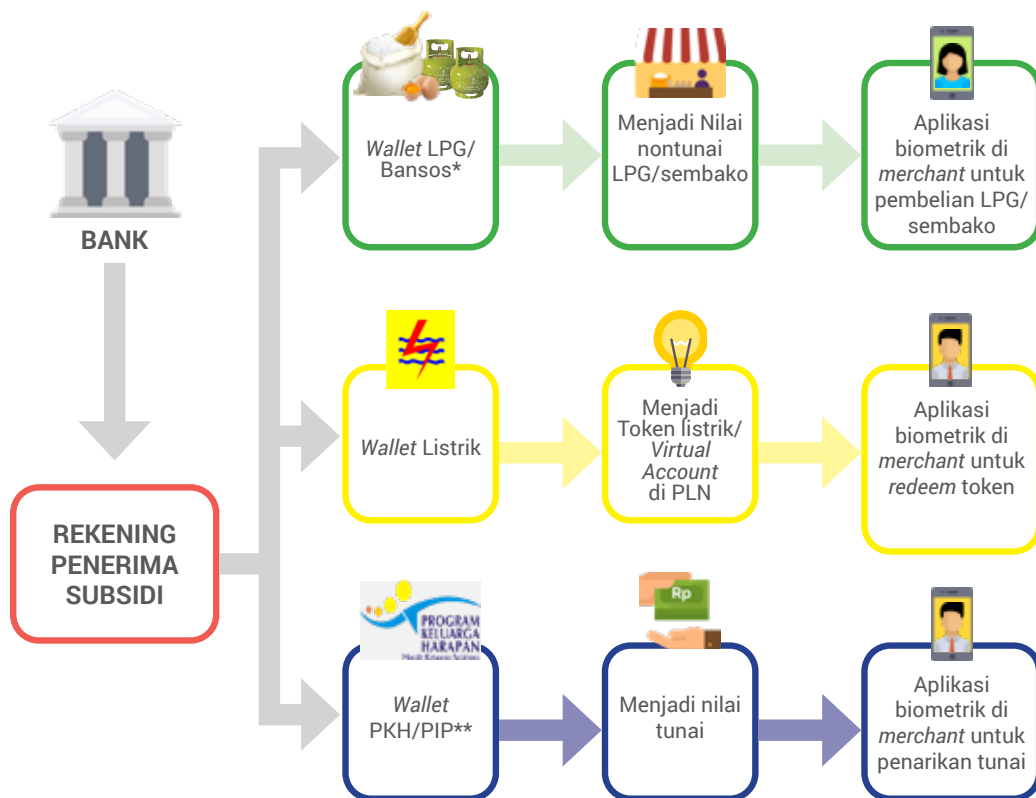 BANK
REKENING
PENERIMA
SUBSIDI
Wallet LPG/
Bansos*
Menjadi Nilai
nontunai
LPG/sembako
Aplikasi
biometrik di
merchant untuk
pembelian LPG/
sembako
Wallet Listrik
Menjadi
Token listrik/
Virtual
Account
di PLN
Aplikasi
biometrik di
merchant untuk
redeem token
PROGRAM
KELUARGA
HARAPAN
Wallet
PKH/PIP**
Rp
Menjadi nilai
tunai
Aplikasi
biometrik di
merchant untuk
penarikan tunai